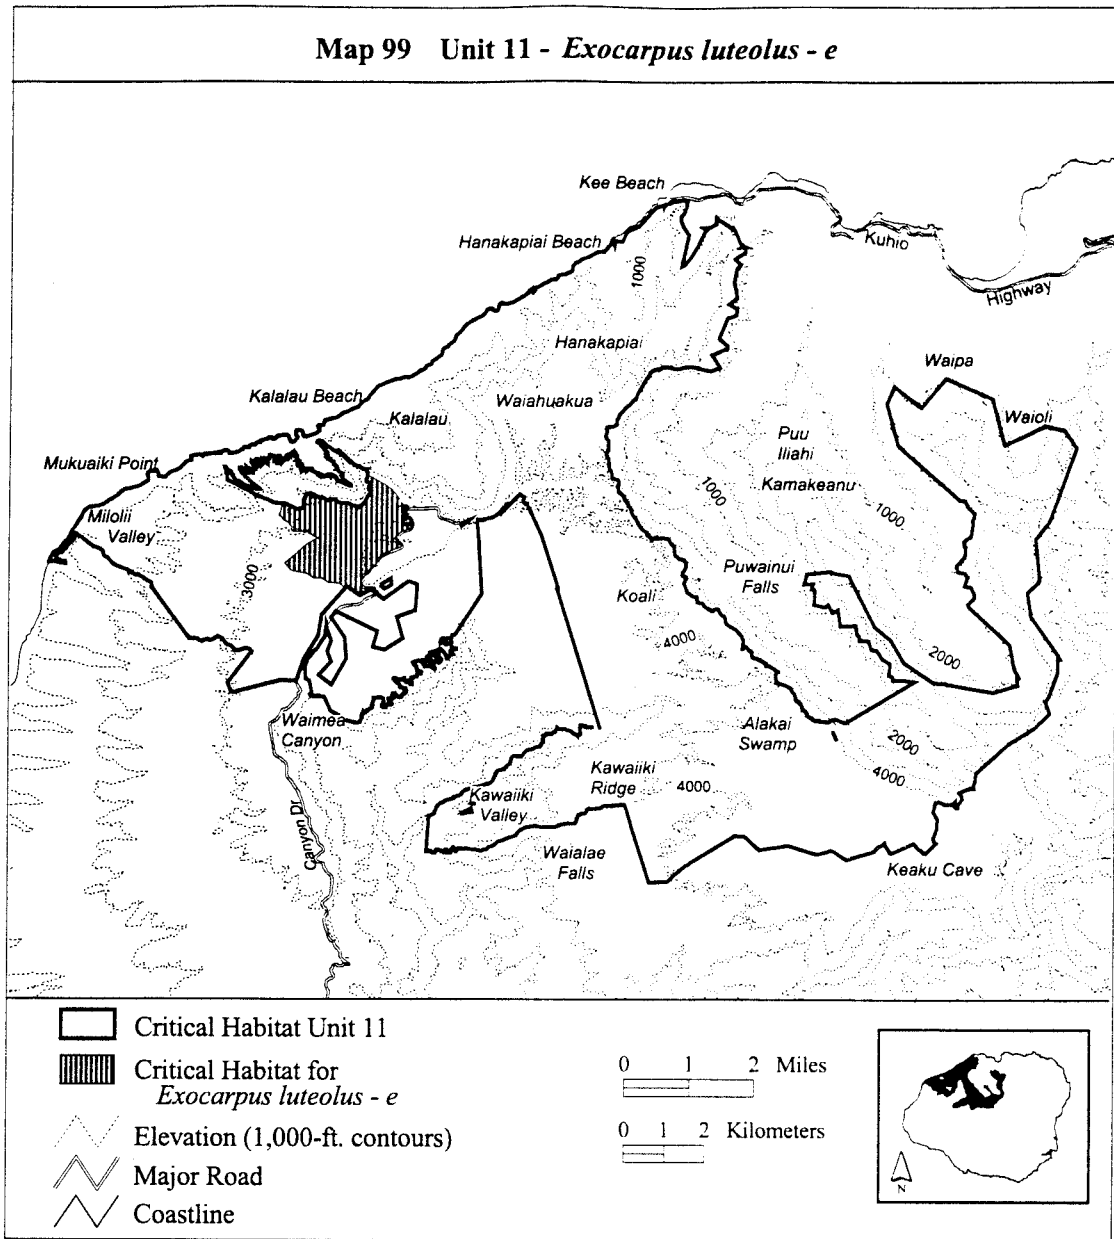 Map 99 Unit 11 - Exocarpus luteolus - e
Kee Beach
Hanakapiai Beach
Kuhio
Highway
1000
Hanakapiai
Waipa
Kalalau Beach
Waiahuakua
Kalalau
Waioli
Puu
Iliahi
Mukuaiki Point
Kamakeanu
1000
1000
Milolii
Valley
3000
Puwainui
Falls
Koali
4000
2000
Waimea
Canyon
Alakai
Swamp
2000
4000
Kawaiiki
Ridge
4000
Kawaiiki
Valley
Canyon Dr
Waialae
Falls
Keaku Cave
Critical Habitat Unit 11
Critical Habitat for
Exocarpus luteolus - e
Elevation (1,000-ft. contours)
Major Road
Coastline
0 1 2 Miles
0 1 2 Kilometers
N